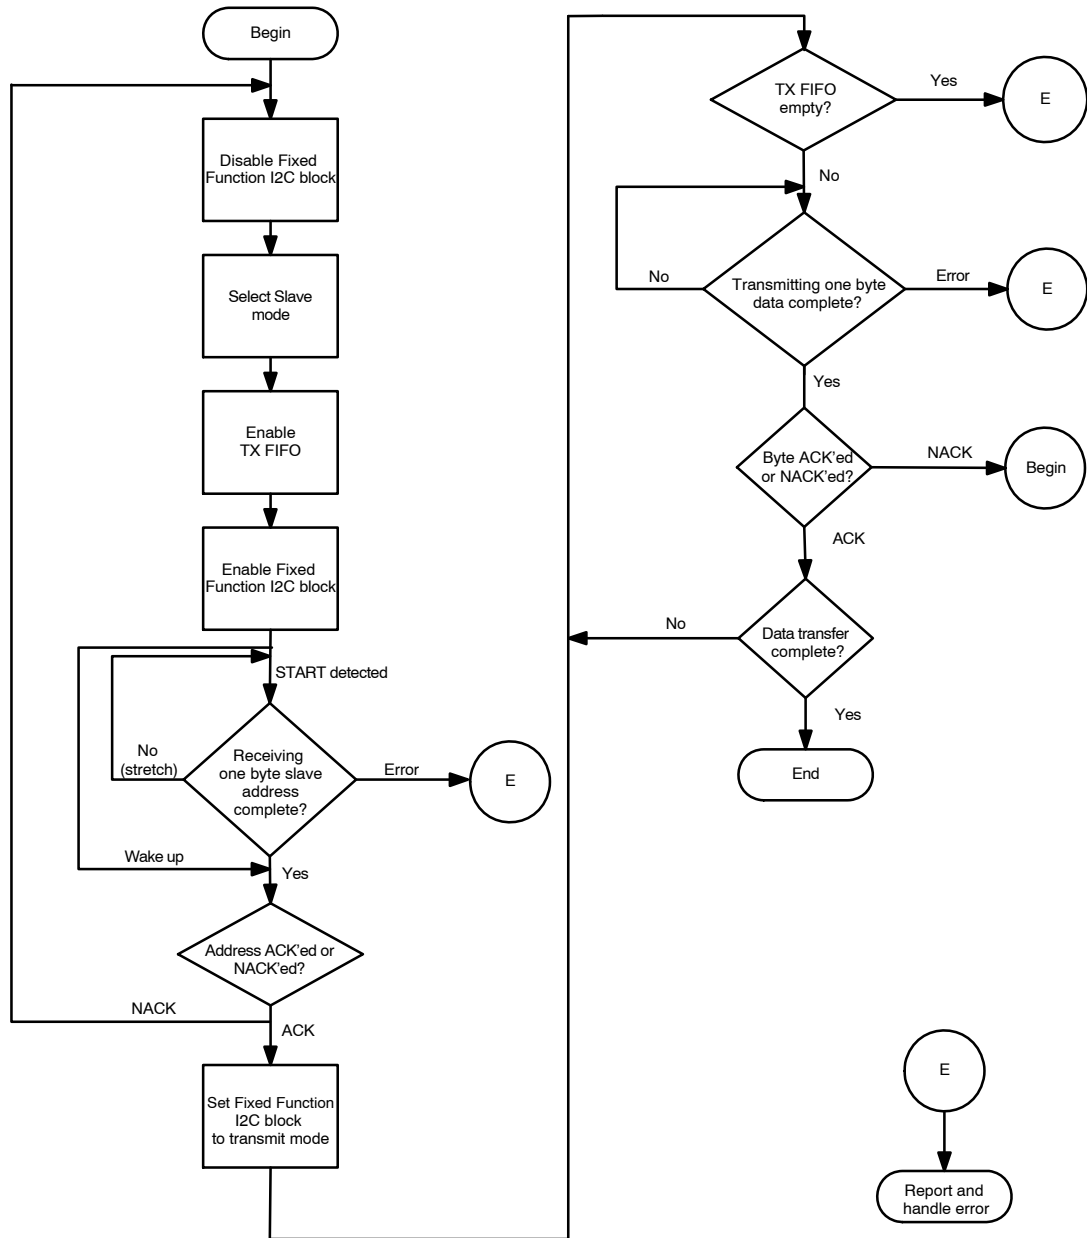 Begin
Disable Fixed
Function I2C block
Select Slave
mode
Enable
TX FIFO
Enable Fixed
Function I2C block
START detected
No
(stretch)
Receiving
one byte slave
address
complete?
Error
E
Wake up
Yes
Address ACK'ed or
NACK'ed?
NACK
ACK
Set Fixed Function
I2C block
to transmit mode
TX FIFO
empty?
Yes
E
No
No
Transmitting one byte
data complete?
Error
E
Yes
Byte ACK'ed
or NACK'ed?
NACK
Begin
ACK
No
Data transfer
complete?
Yes
End
E
Report and
handle error